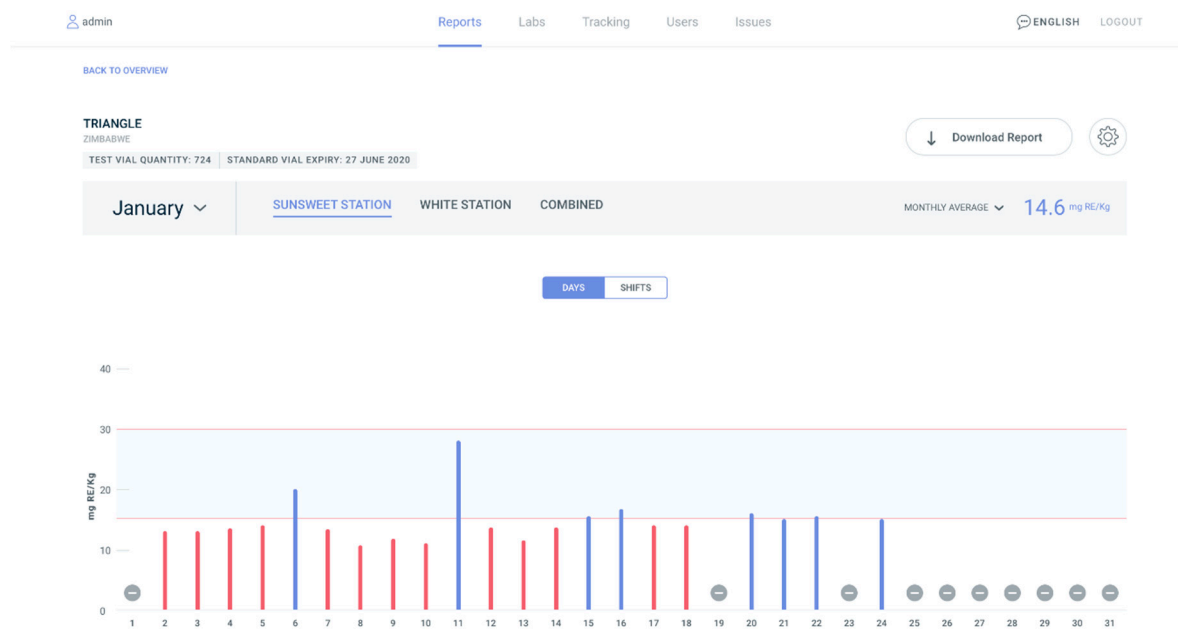 admin Reports Labs Tracking Users Issues ENGLISH LOGOUT
BACK TO OVERVIEW
TRIANGLE
ZIMBABWE
Download Report
TEST VIAL QUANTITY: 724 STANDARD VIAL EXPIRY: 27 JUNE 2020
January SUNSWEET STATION WHITE STATION COMBINED MONTHLY AVERAGE 14.6 mg RE/Kg
DAYS SHIFTS
40
30
mg RE/Kg
20
10
0
1 2 3 4 5 6 7 8 9 10 11 12 13 14 15 16 17 18 19 20 21 22 23 24 25 26 27 28 29 30 31